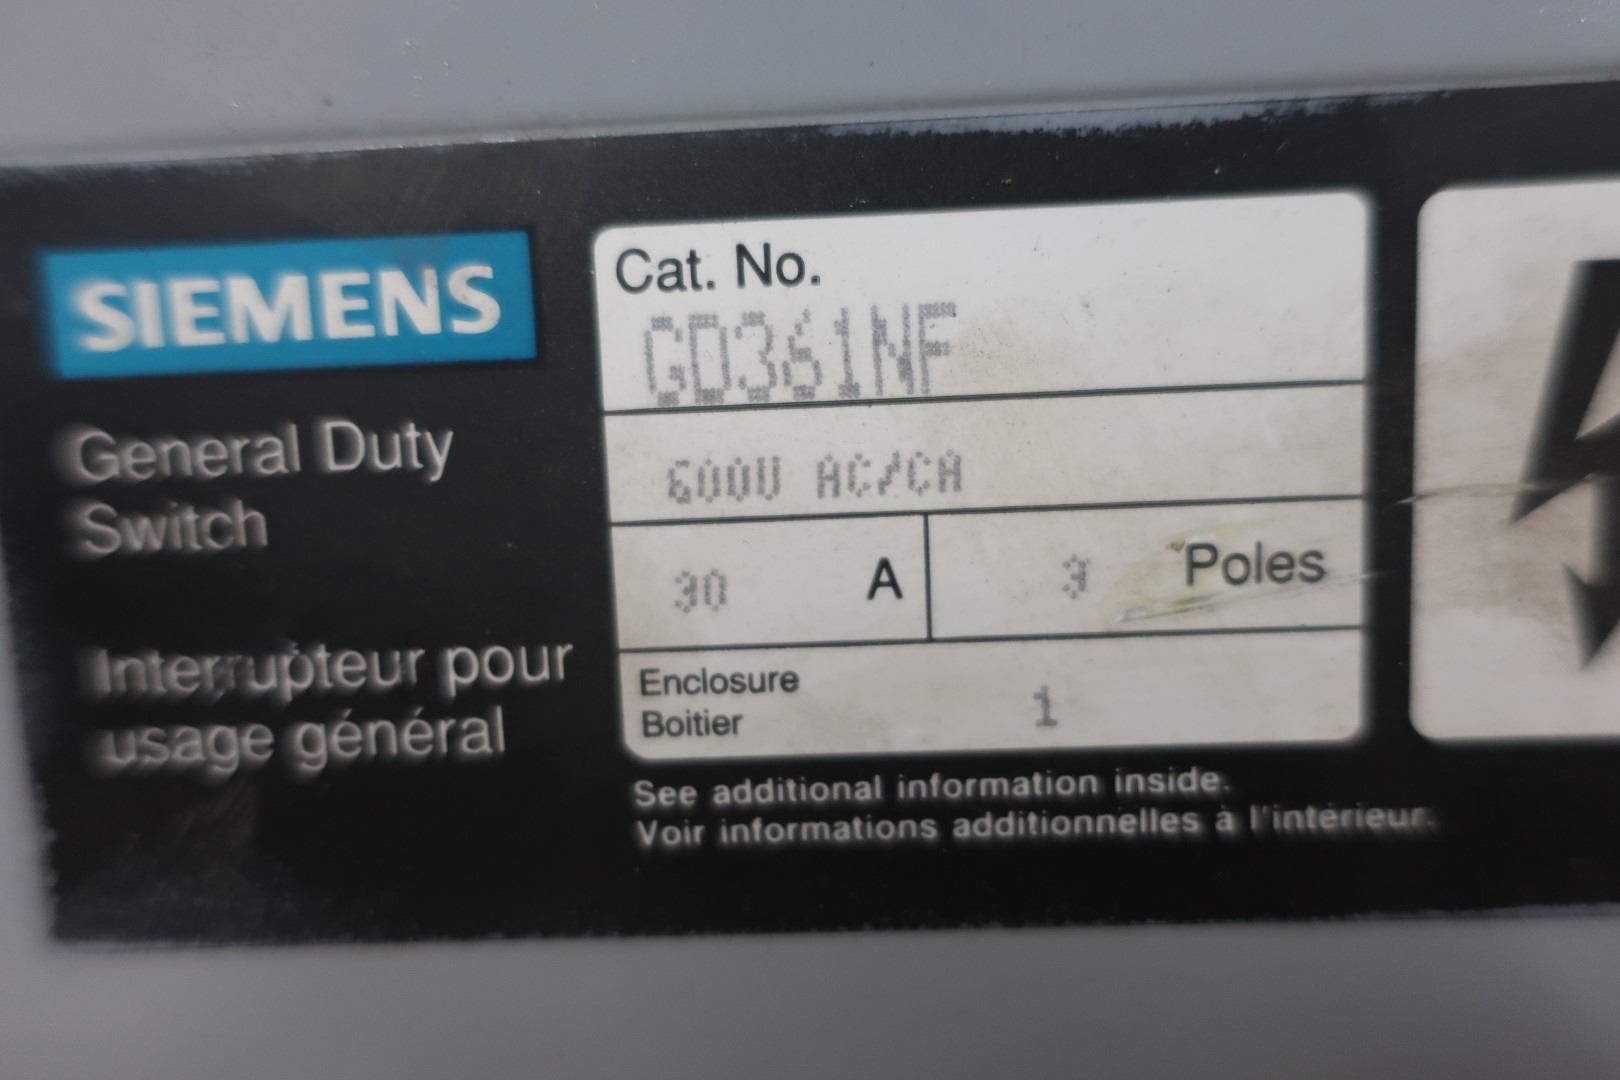 SIEMENS
General Duty
Switch
Interrupteur pour
usage général
Cat. No.
GD361NF
600V AC/CA
30 A 3 Poles
Enclosure
Boitier 1
See additional information inside.
Voir informations additionnelles à l'intérieur.